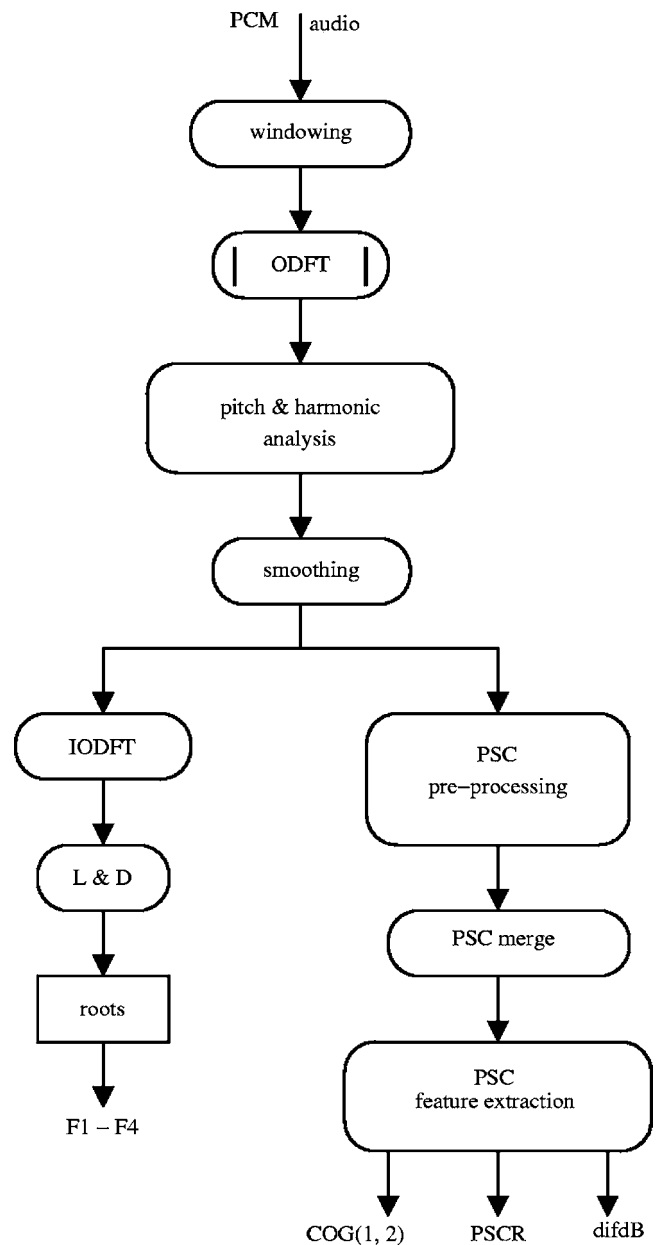 PCM audio
windowing
| ODFT |
pitch & harmonic
analysis
smoothing
IODFT
L & D
roots
F1 – F4
PSC
pre–processing
PSC merge
PSC
feature extraction
COG(1, 2)
PSCR
difdB